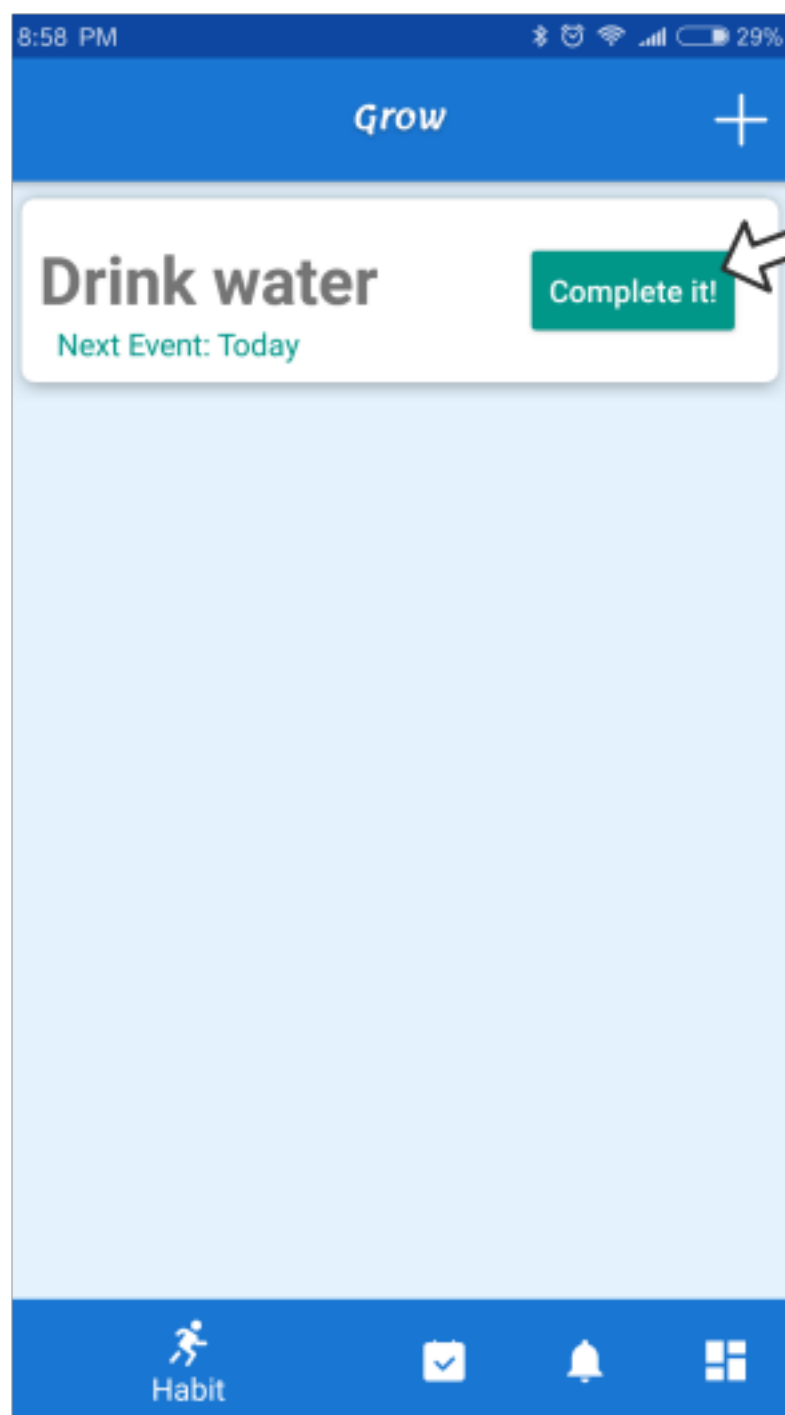 8:58 PM 29%
Grow
Drink water
Complete it!
Next Event: Today
Habit